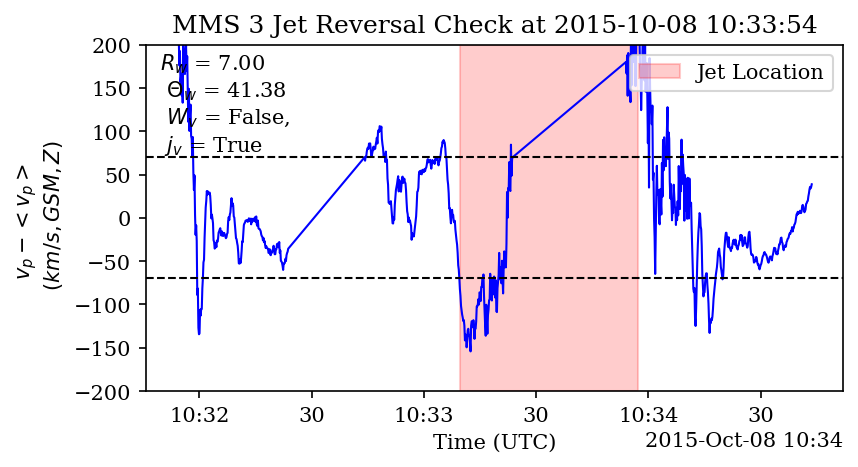 MMS 3 Jet Reversal Check at 2015-10-08 10:33:54
R_w = 7.00
Θ_w = 41.38
W_v = False,
j_v = True
Jet Location
v_p − <v_p>
(km/s, GSM, Z)
200
150
100
50
0
−50
−100
−150
−200
10:32 30 10:33 30 10:34 30
Time (UTC)
2015-Oct-08 10:34